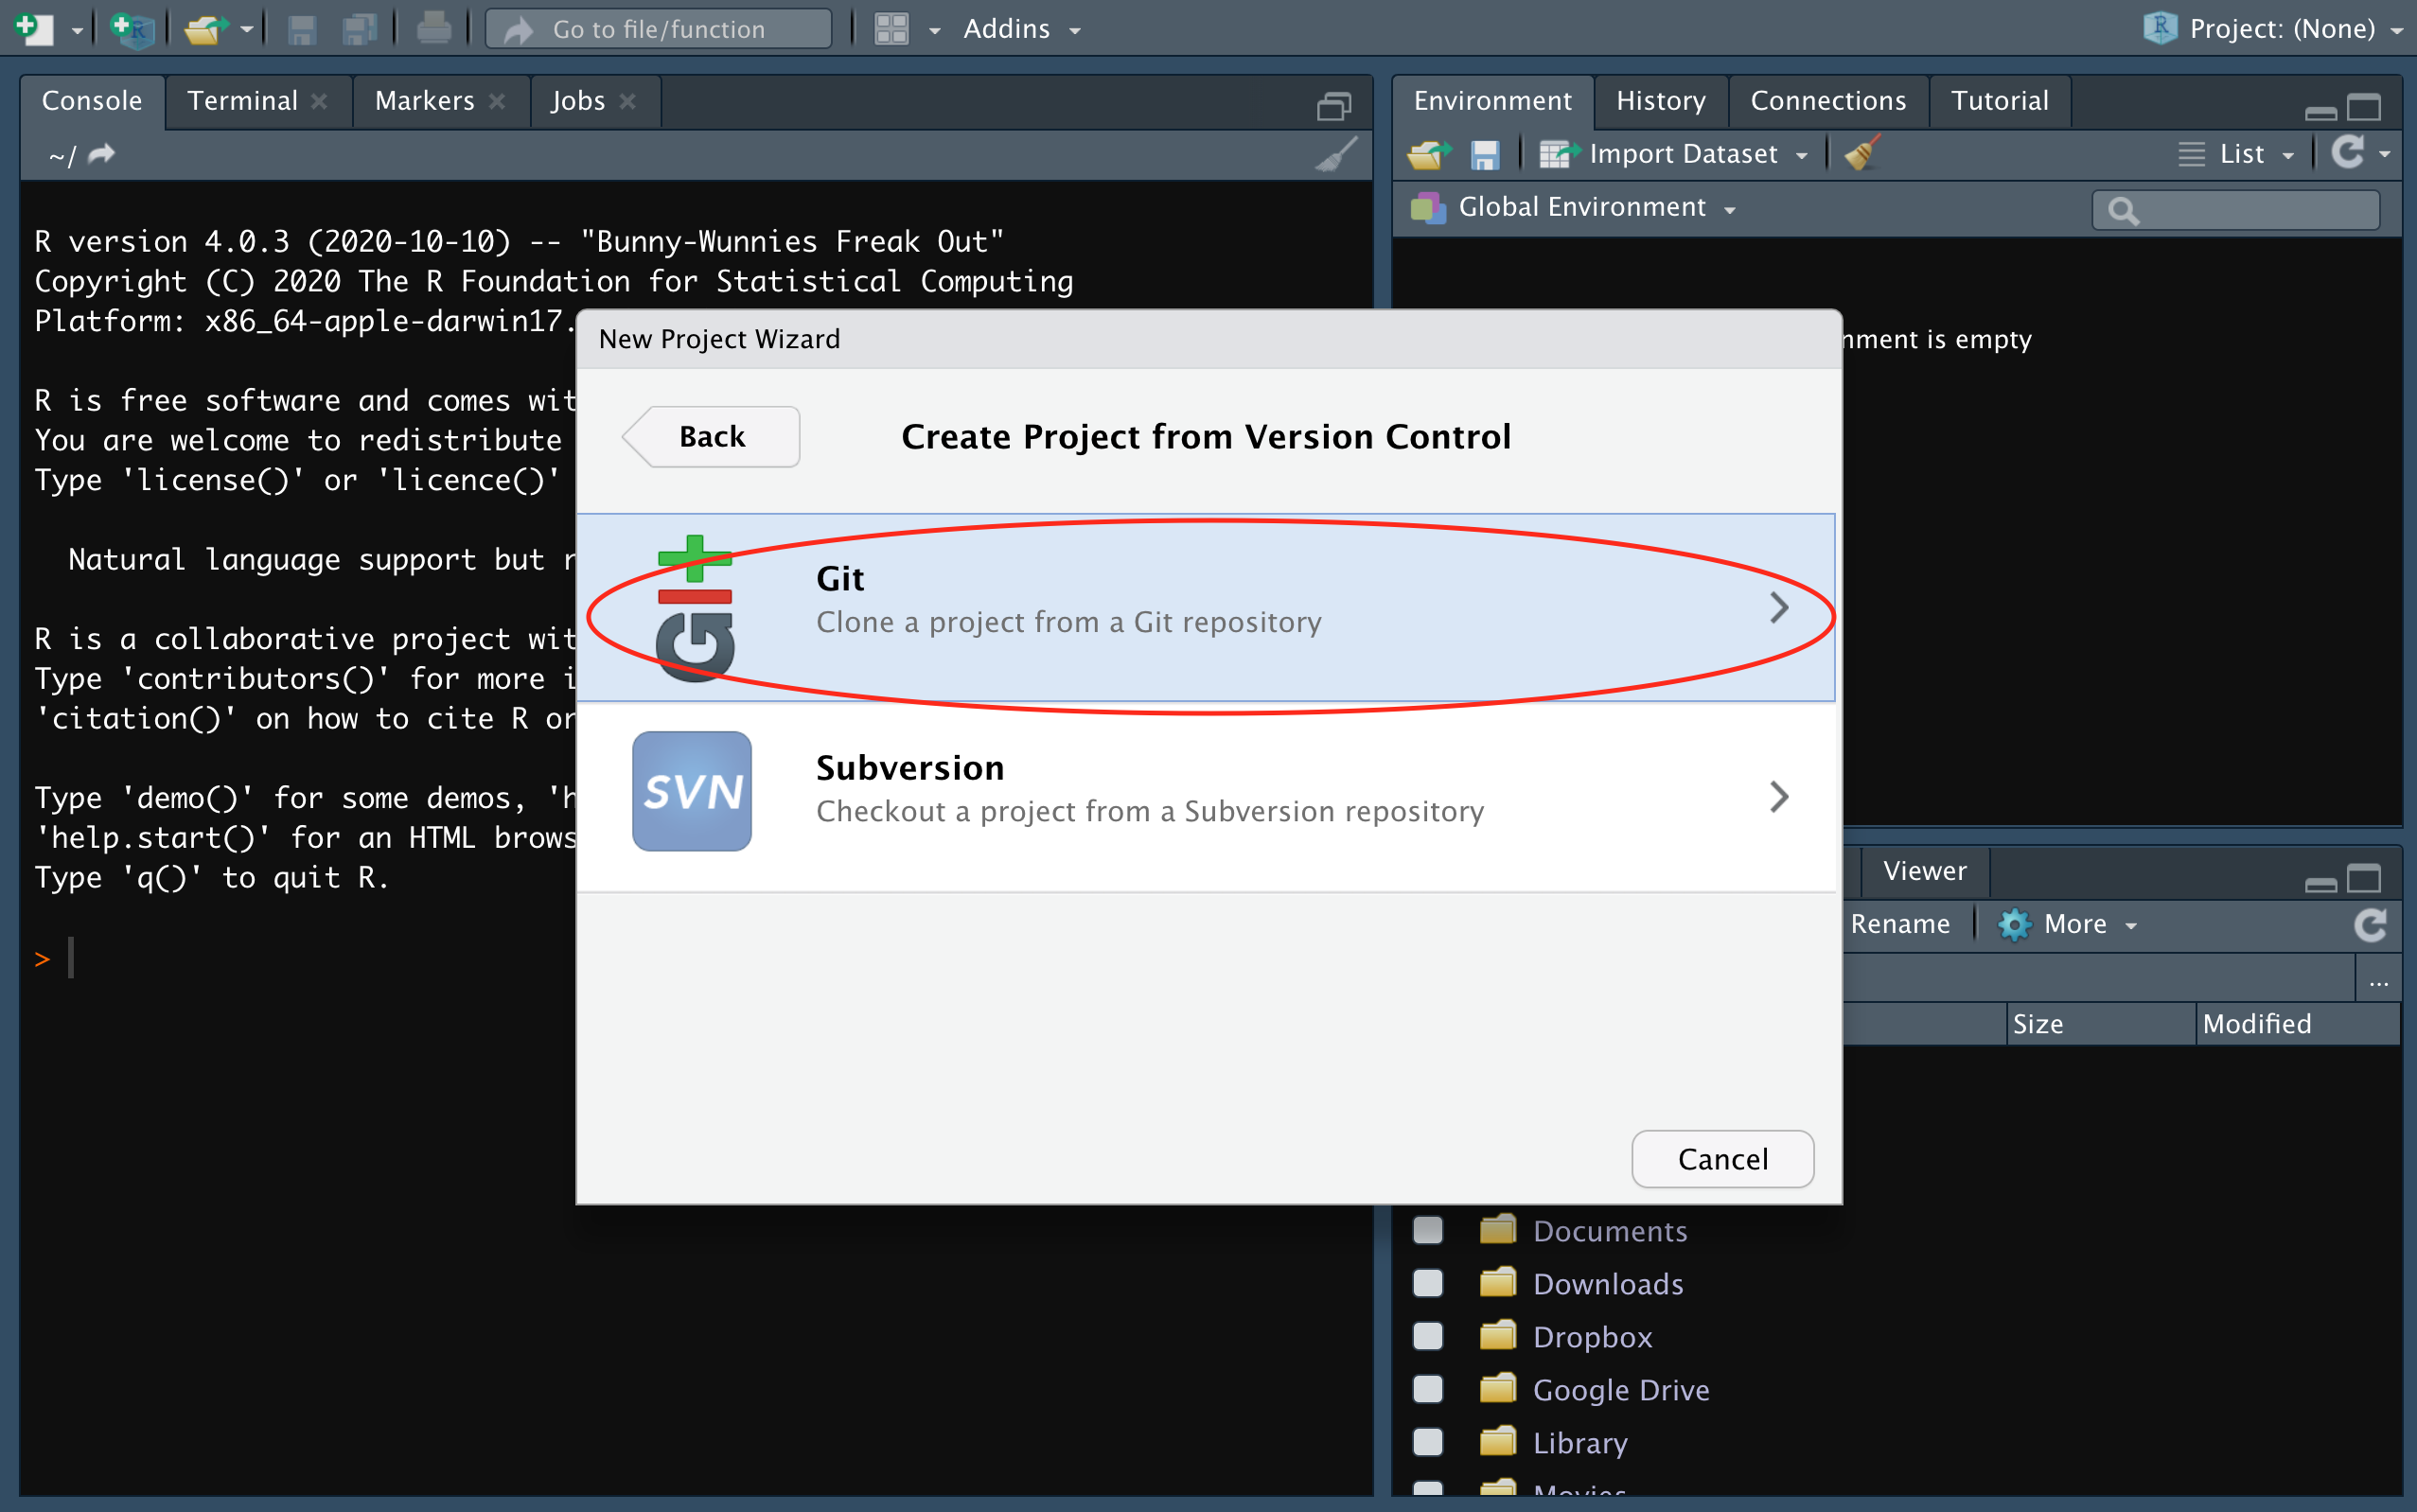 Go to file/function
Addins
Project: (None)
Console
Terminal
Markers
Jobs
~/
R version 4.0.3 (2020-10-10) -- "Bunny-Wunnies Freak Out"
Copyright (C) 2020 The R Foundation for Statistical Computing
Platform: x86_64-apple-darwin17.
R is free software and comes wit
You are welcome to redistribute
Type 'license()' or 'licence()'
Natural language support but r
R is a collaborative project wit
Type 'contributors()' for more i
'citation()' on how to cite R or
Type 'demo()' for some demos, 'h
'help.start()' for an HTML brows
Type 'q()' to quit R.
>
New Project Wizard
Back
Create Project from Version Control
Git
Git
Clone a project from a Git repository
SVN
Subversion
Checkout a project from a Subversion repository
Cancel
Environment
History
Connections
Tutorial
Import Dataset
List
Global Environment
nment is empty
Viewer
Rename
More
...
Size
Modified
Documents
Downloads
Dropbox
Google Drive
Library
Movies